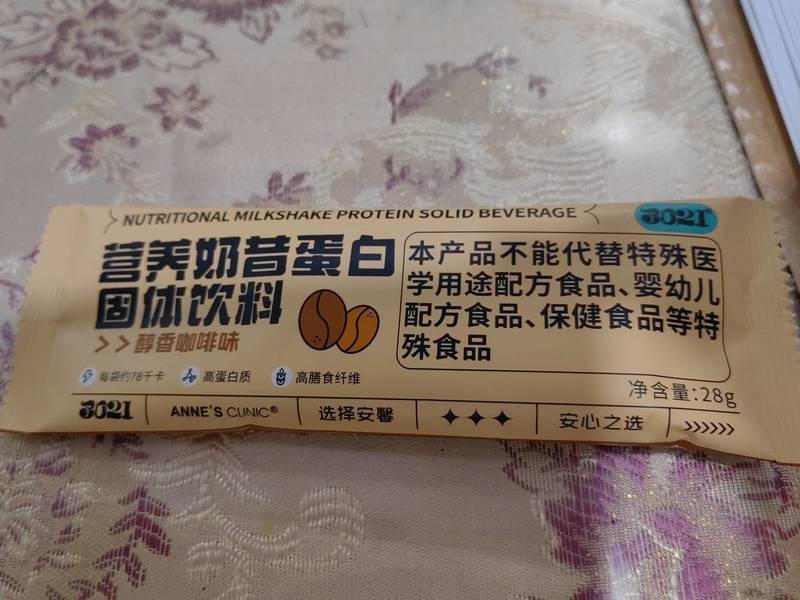 NUTRITIONAL MILKSHAKE PROTEIN SOLID BEVERAGE
3021
营养奶昔蛋白
固体饮料
>>醇香咖啡味
每袋约78千卡
高蛋白质
高膳食纤维
本产品不能代替特殊医
学用途配方食品、婴幼儿
配方食品、保健食品等特
殊食品
净含量:28g
3021
ANNE'S CLINIC®
选择安馨
安心之选